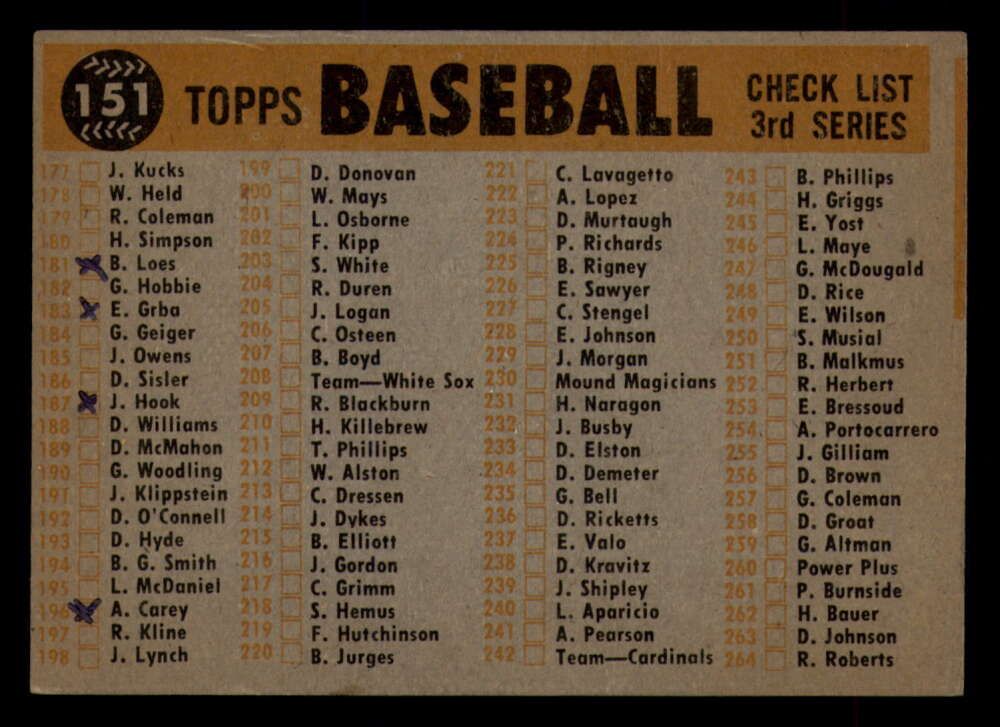 151 TOPPS BASEBALL CHECK LIST
3rd SERIES
177 J. Kucks
178 W. Held
179 R. Coleman
180 H. Simpson
181 B. Loes
182 G. Hobbie
183 E. Grba
184 G. Geiger
185 J. Owens
186 D. Sisler
187 J. Hook
188 D. Williams
189 D. McMahon
190 G. Woodling
191 J. Klippstein
192 D. O'Connell
193 D. Hyde
194 B. G. Smith
195 L. McDaniel
196 A. Carey
197 R. Kline
198 J. Lynch
199 D. Donovan
200 W. Mays
201 L. Osborne
202 F. Kipp
203 S. White
204 R. Duren
205 J. Logan
206 C. Osteen
207 B. Boyd
208 Team—White Sox
209 R. Blackburn
210 H. Killebrew
211 T. Phillips
212 W. Alston
213 C. Dressen
214 J. Dykes
215 B. Elliott
216 J. Gordon
217 C. Grimm
218 S. Hemus
219 F. Hutchinson
220 B. Jurges
221 C. Lavagetto
222 A. Lopez
223 D. Murtaugh
224 P. Richards
225 B. Rigney
226 E. Sawyer
227 C. Stengel
228 E. Johnson
229 J. Morgan
230 Mound Magicians
231 H. Naragon
232 J. Busby
233 D. Elston
234 D. Demeter
235 G. Bell
236 D. Ricketts
237 E. Valo
238 D. Kravitz
239 J. Shipley
240 L. Aparicio
241 A. Pearson
242 Team—Cardinals
243 B. Phillips
244 H. Griggs
245 E. Yost
246 L. Maye
247 G. McDougald
248 D. Rice
249 E. Wilson
250 S. Musial
251 B. Malkmus
252 R. Herbert
253 E. Bressoud
254 A. Portocarrero
255 J. Gilliam
256 D. Brown
257 G. Coleman
258 D. Groat
259 G. Altman
260 Power Plus
261 P. Burnside
262 H. Bauer
263 D. Johnson
264 R. Roberts